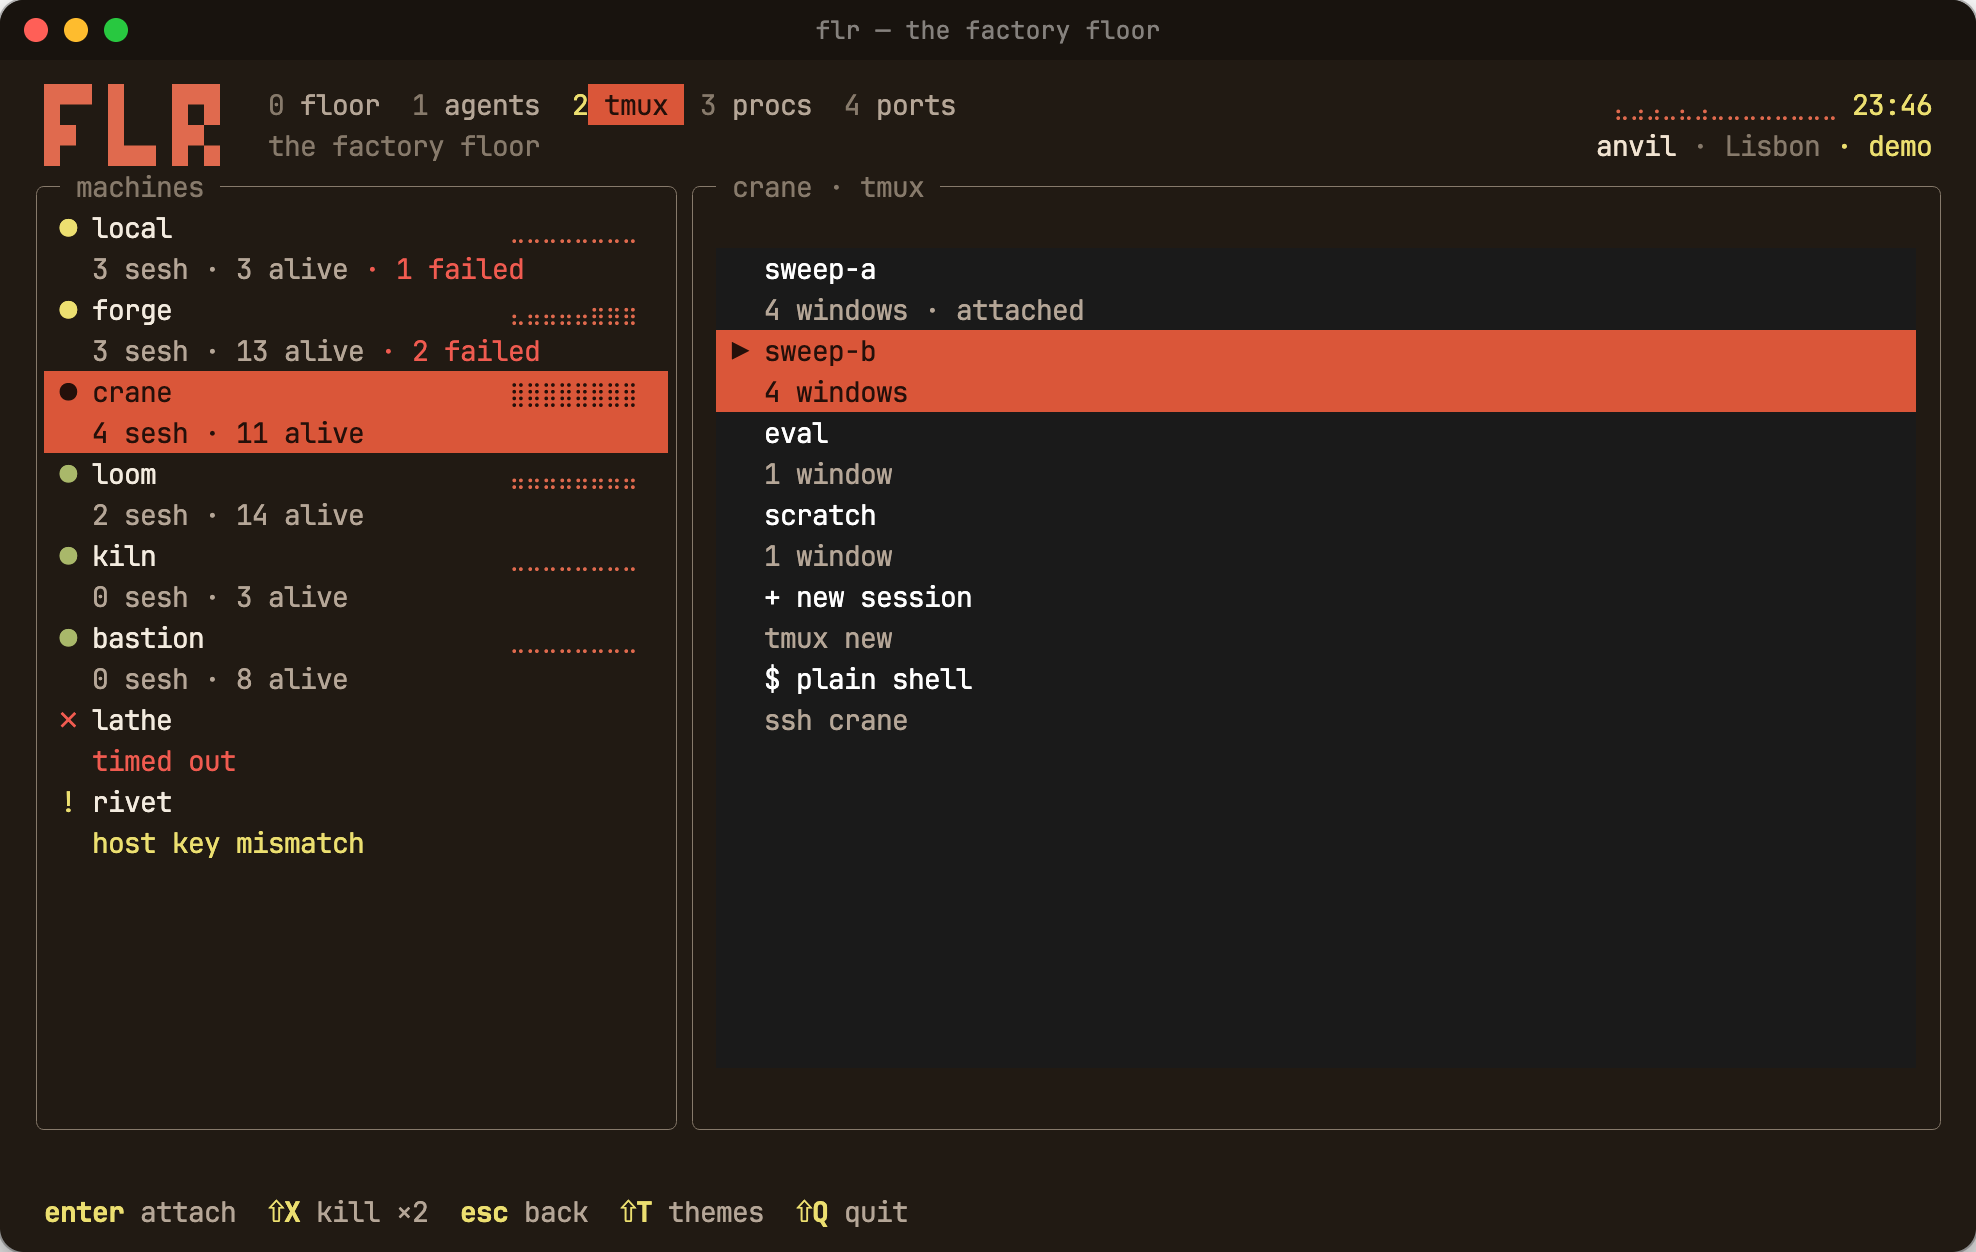 flr — the factory floor
FLR
0 floor 1 agents 2 tmux 3 procs 4 ports
23:46
the factory floor
anvil · Lisbon · demo
machines
local
3 sesh · 3 alive · 1 failed
forge
3 sesh · 13 alive · 2 failed
crane
4 sesh · 11 alive
loom
2 sesh · 14 alive
kiln
0 sesh · 3 alive
bastion
0 sesh · 8 alive
× lathe
timed out
! rivet
host key mismatch
crane · tmux
sweep-a
4 windows · attached
▶ sweep-b
4 windows
eval
1 window
scratch
1 window
+ new session
tmux new
$ plain shell
ssh crane
enter attach ⇧X kill ×2 esc back ⇧T themes ⇧Q quit